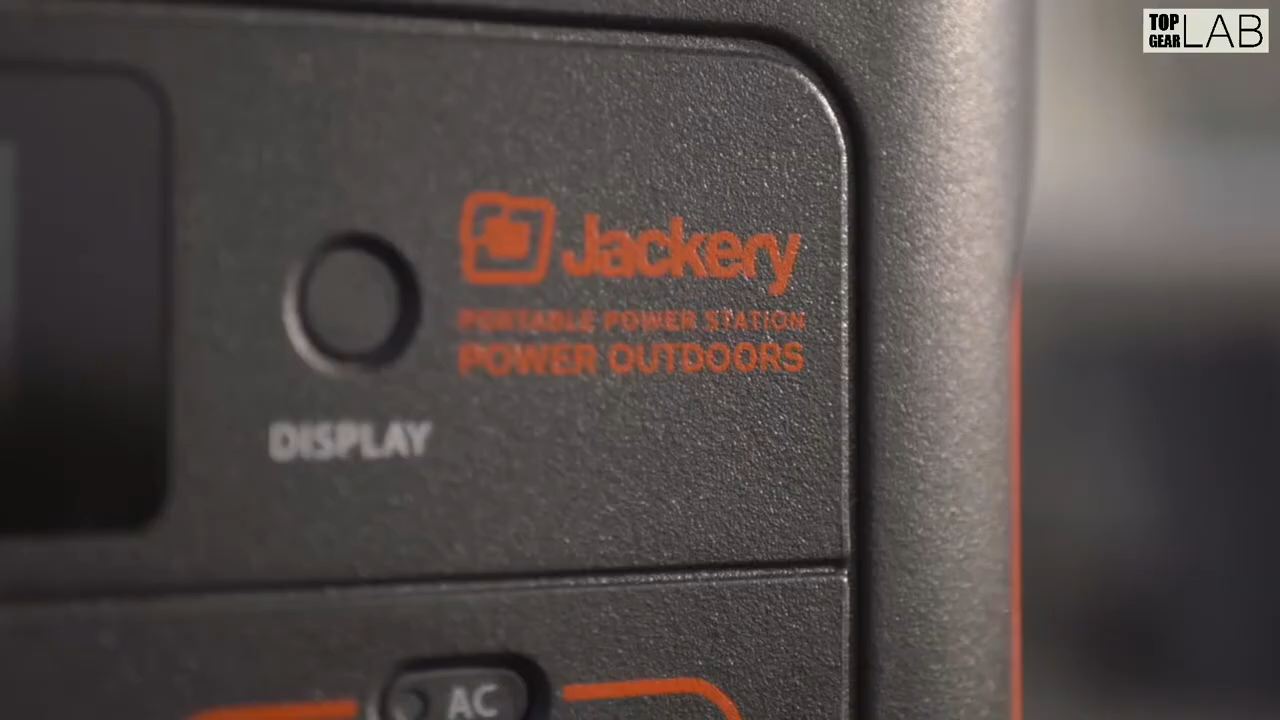 TOP
GEAR LAB
Jackery
PORTABLE POWER STATION
POWER OUTDOORS
DISPLAY
AC